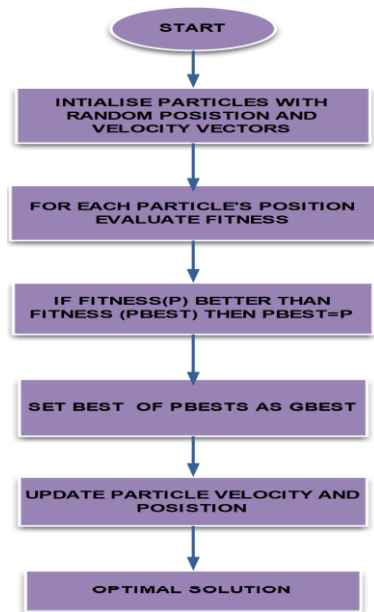 START
INTIALISE PARTICLES WITH
RANDOM POSISTION AND
VELOCITY VECTORS
FOR EACH PARTICLE'S POSITION
EVALUATE FITNESS
IF FITNESS(P) BETTER THAN
FITNESS (PBEST) THEN PBEST=P
SET BEST OF PBESTS AS GBEST
UPDATE PARTICLE VELOCITY AND
POSISTION
OPTIMAL SOLUTION